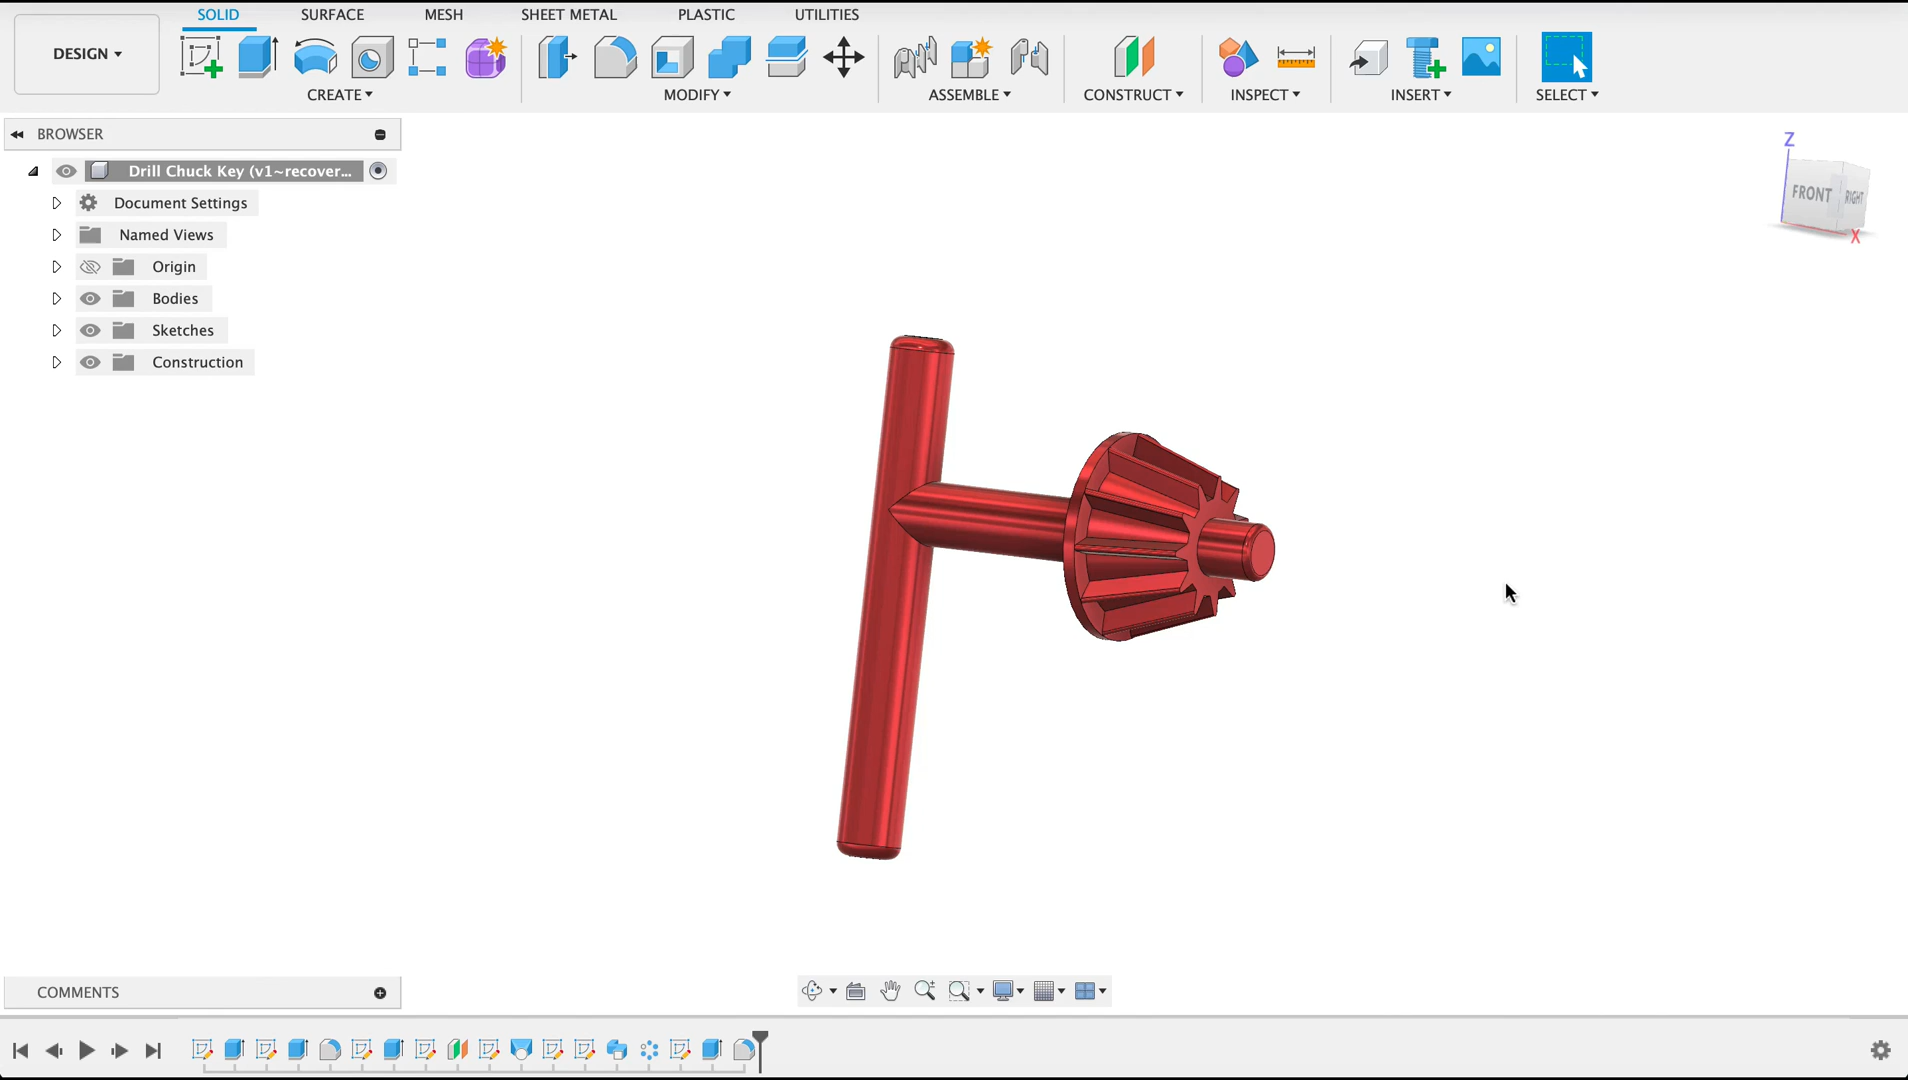 SOLID SURFACE MESH SHEET METAL PLASTIC UTILITIES
DESIGN
CREATE MODIFY ASSEMBLE CONSTRUCT INSPECT INSERT SELECT
BROWSER
Drill Chuck Key (v1~recover...
Document Settings
Named Views
Origin
Bodies
Sketches
Construction
Z
FRONT RIGHT
X
COMMENTS